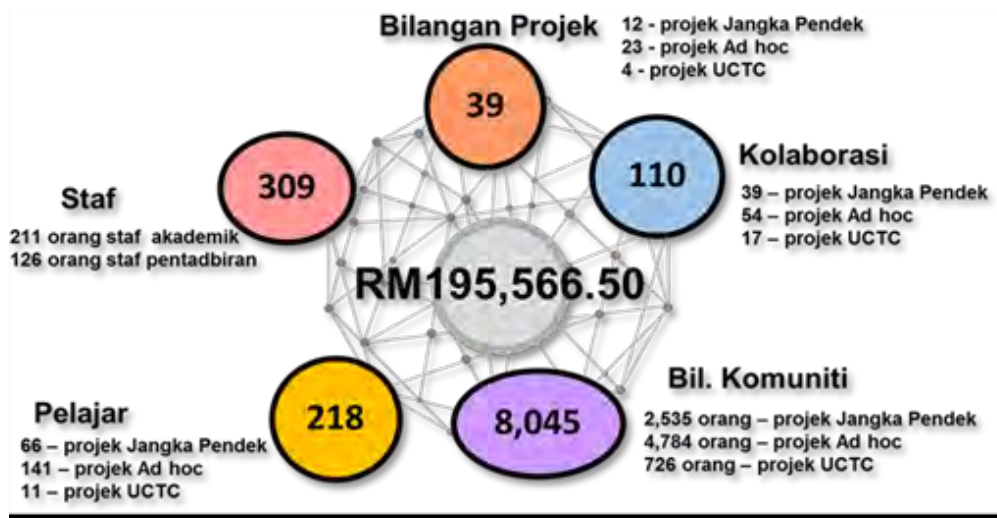 Bilangan Projek
39
12 - projek Jangka Pendek
23 - projek Ad hoc
4 - projek UCTC
110
Kolaborasi
39 – projek Jangka Pendek
54 – projek Ad hoc
17 – projek UCTC
309
Staf
211 orang staf akademik
126 orang staf pentadbiran
RM195,566.50
Pelajar
66 – projek Jangka Pendek
141 – projek Ad hoc
11 – projek UCTC
218
8,045
Bil. Komuniti
2,535 orang – projek Jangka Pendek
4,784 orang – projek Ad hoc
726 orang – projek UCTC